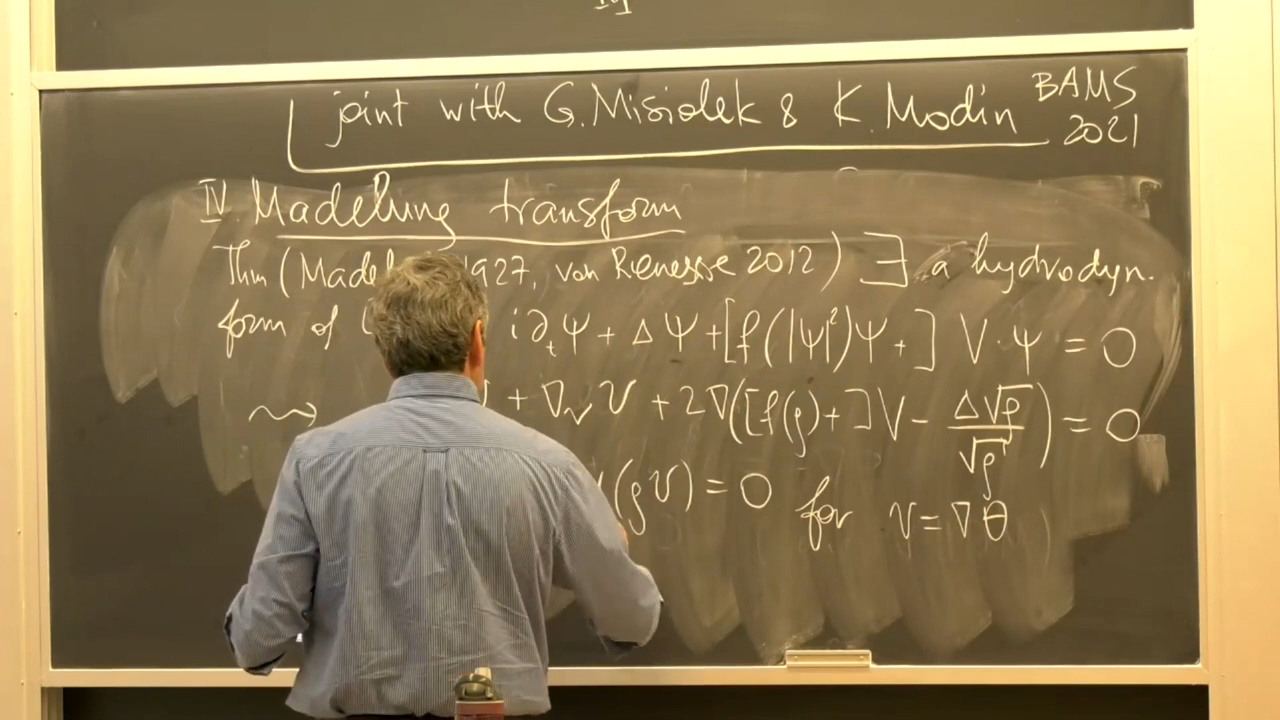 joint with G. Misiolek & K. Modin BAMS 2021
IV. Madelung transform
Thm (Madel 1927, von Renesse 2012) ∃ a hydrodyn.
form of i∂ₜψ + Δψ + [f(|ψ|²)ψ + ] V·ψ = 0
⇝ + ∇ᵥv + 2∇([f(ρ) + ]V − Δ√ρ/√ρ) = 0
(ρv) = 0 for v = ∇θ